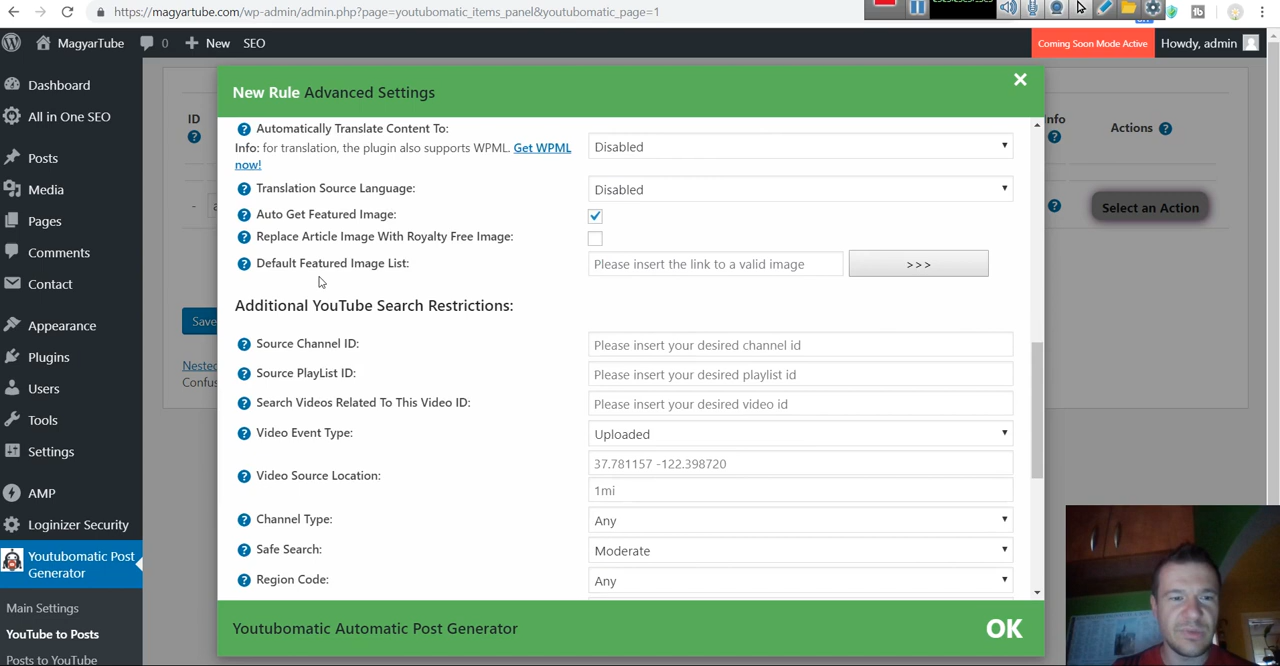 https://magyartube.com/wp-admin/admin.php?page=youtubomatic_items_panel&youtubomatic_page=1
MagyarTube 0 New SEO Coming Soon Mode Active Howdy, admin
Dashboard
All in One SEO
Posts
Media
Pages
Comments
Contact
Appearance
Plugins
Users
Tools
Settings
AMP
Loginizer Security
Youtubomatic Post
Generator
Main Settings
YouTube to Posts
Posts to YouTube
ID
-
Save
Nested
Confus
nfo
Actions
Select an Action
New Rule Advanced Settings
Automatically Translate Content To:
Info: for translation, the plugin also supports WPML. Get WPML
now!
Disabled
Translation Source Language: Disabled
Auto Get Featured Image:
Replace Article Image With Royalty Free Image:
Default Featured Image List: Please insert the link to a valid image >>>
Additional YouTube Search Restrictions:
Source Channel ID: Please insert your desired channel id
Source PlayList ID: Please insert your desired playlist id
Search Videos Related To This Video ID: Please insert your desired video id
Video Event Type: Uploaded
Video Source Location: 37.781157 -122.398720
1mi
Channel Type: Any
Safe Search: Moderate
Region Code: Any
Youtubomatic Automatic Post Generator OK